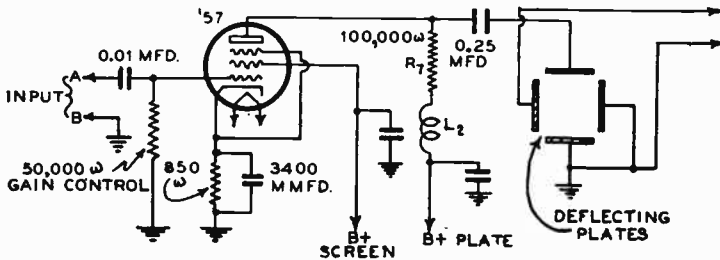 '57
0.01 MFD.
100,000ω
0.25
MFD
R7
A
INPUT
B
L2
50,000 ω
GAIN CONTROL
850
ω
3400
MMFD.
B+
SCREEN
B+ PLATE
DEFLECTING
PLATES